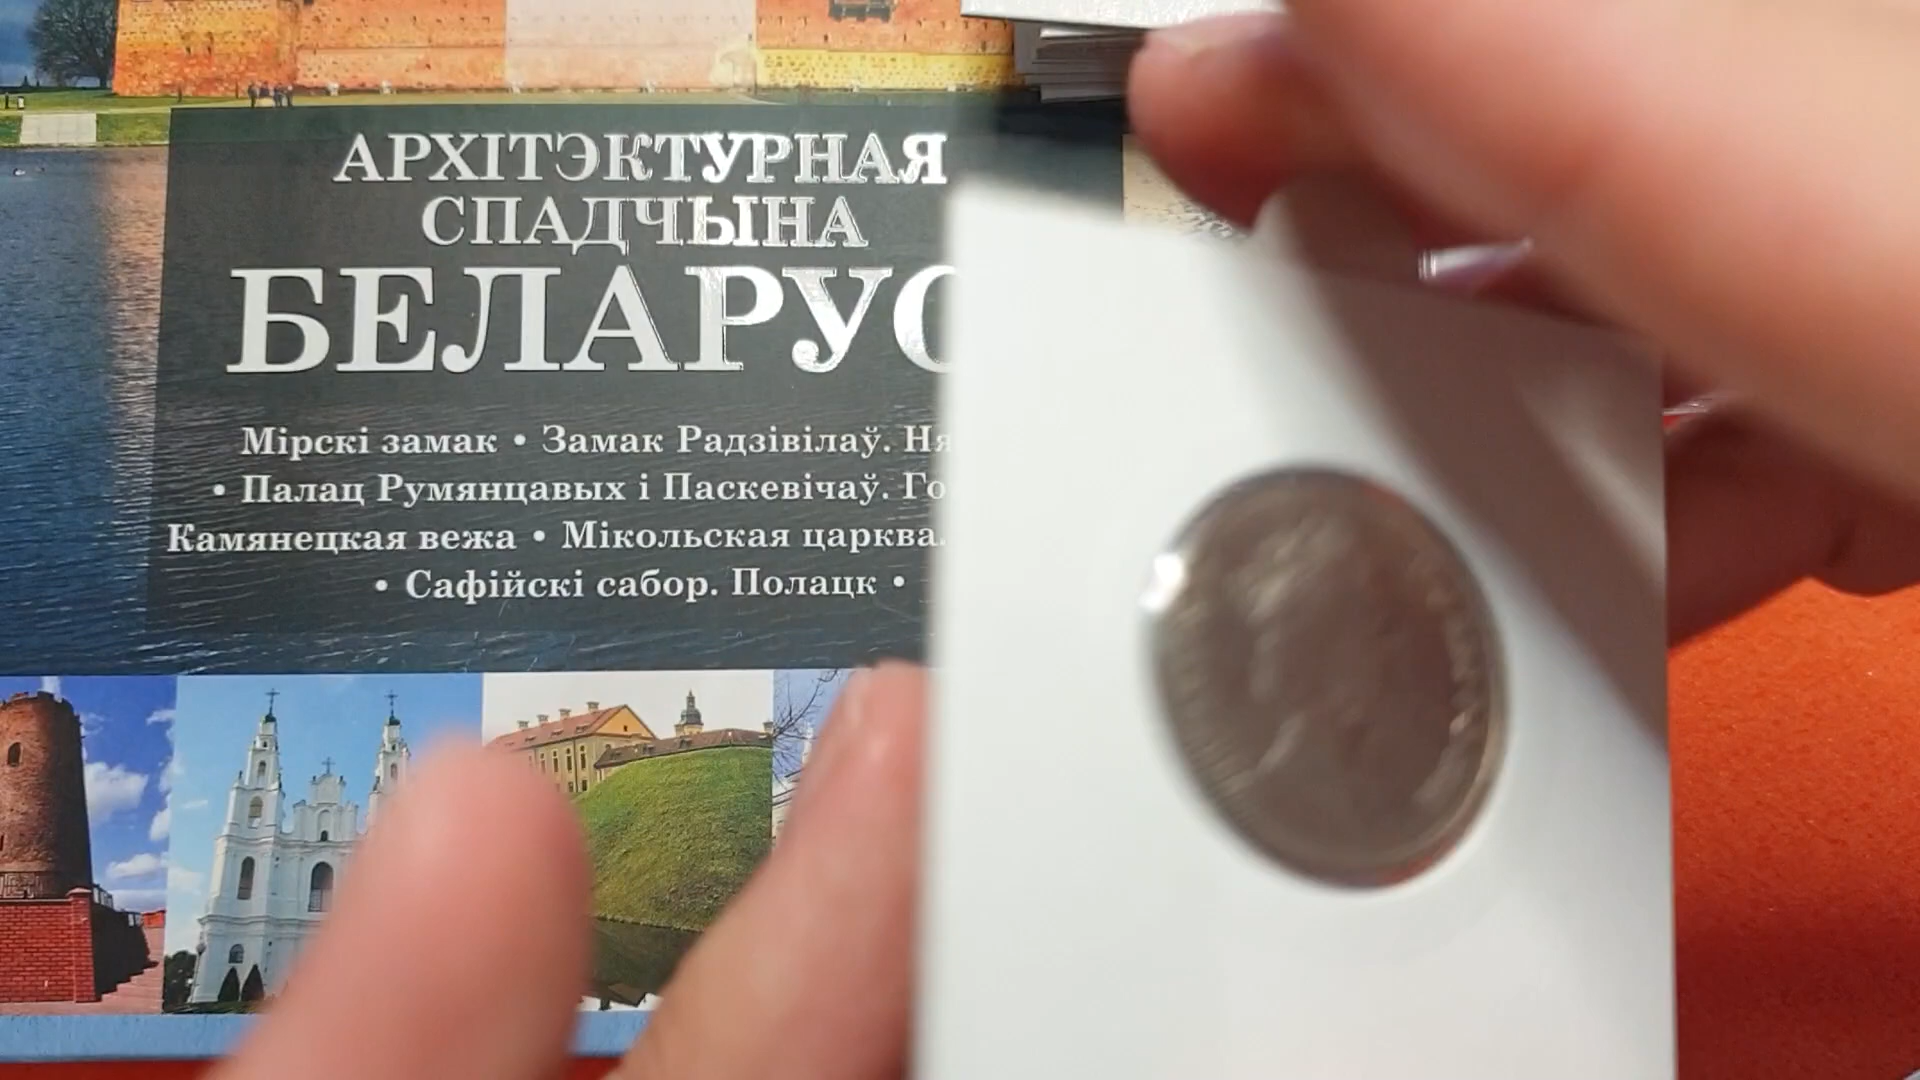 АРХІТЭКТУРНАЯ
СПАДЧЫНА
БЕЛАРУС
Мірскі замак • Замак Радзівілаў. Ня
• Палац Румянцавых і Паскевічаў. Го
Камянецкая вежа • Мікольская царква.
• Сафійскі сабор. Полацк •